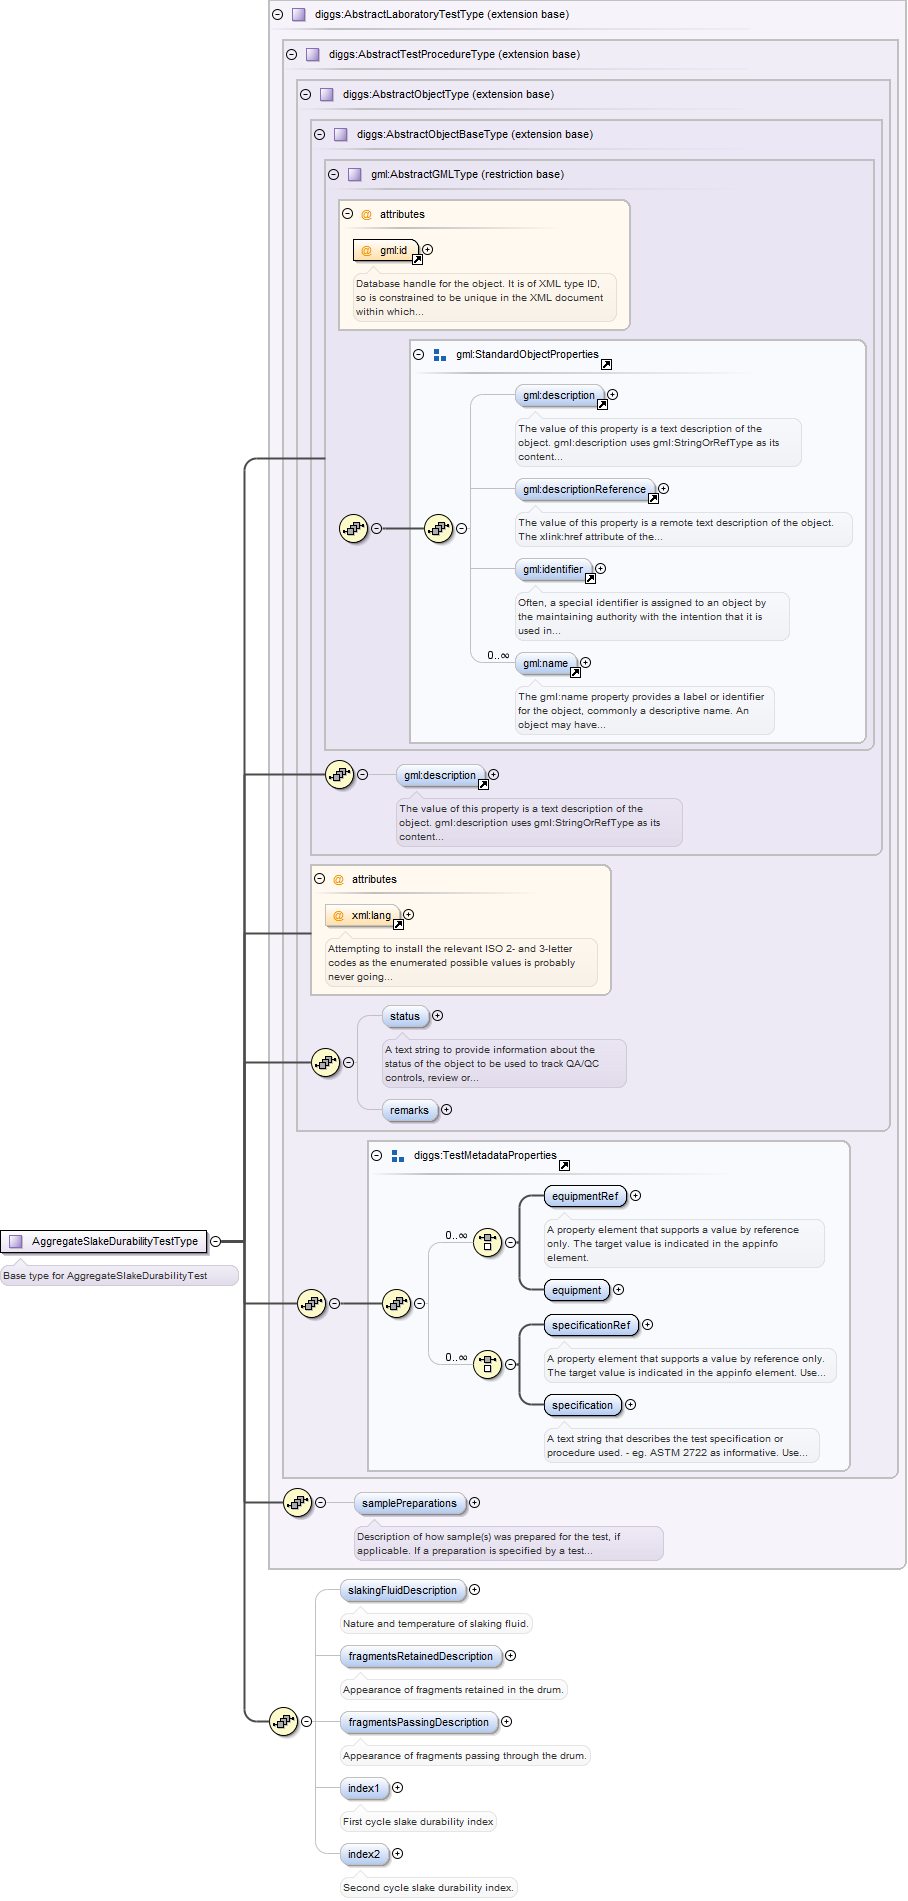 diggs:AbstractLaboratoryTestType (extension base)
diggs:AbstractTestProcedureType (extension base)
diggs:AbstractObjectType (extension base)
diggs:AbstractObjectBaseType (extension base)
gml:AbstractGMLType (restriction base)
@ attributes
@ gml:id
Database handle for the object. It is of XML type ID,
so is constrained to be unique in the XML document
within which...
gml:StandardObjectProperties
gml:description
The value of this property is a text description of the
object. gml:description uses gml:StringOrRefType as its
content...
gml:descriptionReference
The value of this property is a remote text description of the object.
The xlink:href attribute of the...
gml:identifier
Often, a special identifier is assigned to an object by
the maintaining authority with the intention that it is
used in...
0..∞
gml:name
The gml:name property provides a label or identifier
for the object, commonly a descriptive name. An
object may have...
gml:description
The value of this property is a text description of the
object. gml:description uses gml:StringOrRefType as its
content...
@ attributes
@ xml:lang
Attempting to install the relevant ISO 2- and 3-letter
codes as the enumerated possible values is probably
never going...
status
A text string to provide information about the
status of the object to be used to track QA/QC
controls, review or...
remarks
diggs:TestMetadataProperties
equipmentRef
0..∞
A property element that supports a value by reference
only. The target value is indicated in the appinfo
element.
AggregateSlakeDurabilityTestType
Base type for AggregateSlakeDurabilityTest
equipment
specificationRef
0..∞
A property element that supports a value by reference only.
The target value is indicated in the appinfo element. Use...
specification
A text string that describes the test specification or
procedure used. - eg. ASTM 2722 as informative. Use...
samplePreparations
Description of how sample(s) was prepared for the test, if
applicable. If a preparation is specified by a test...
slakingFluidDescription
Nature and temperature of slaking fluid.
fragmentsRetainedDescription
Appearance of fragments retained in the drum.
fragmentsPassingDescription
Appearance of fragments passing through the drum.
index1
First cycle slake durability index
index2
Second cycle slake durability index.